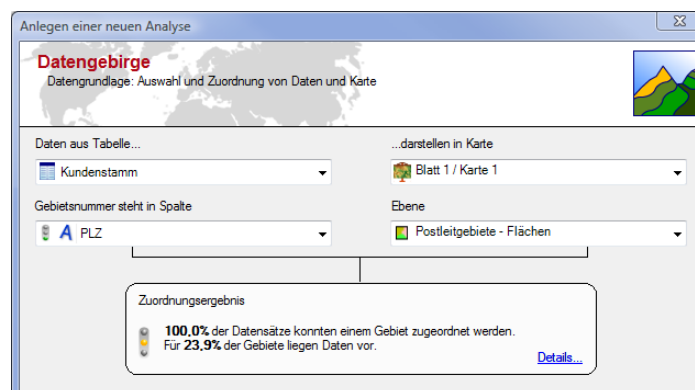 Anlegen einer neuen Analyse
Datengebirge
Datengrundlage: Auswahl und Zuordnung von Daten und Karte
Daten aus Tabelle...
...darstellen in Karte
Kundenstamm
Blatt 1 / Karte 1
Gebietsnummer steht in Spalte
Ebene
A PLZ
Postleitgebiete - Flächen
Zuordnungsergebnis
100,0% der Datensätze konnten einem Gebiet zugeordnet werden.
Für 23,9% der Gebiete liegen Daten vor.
Details...